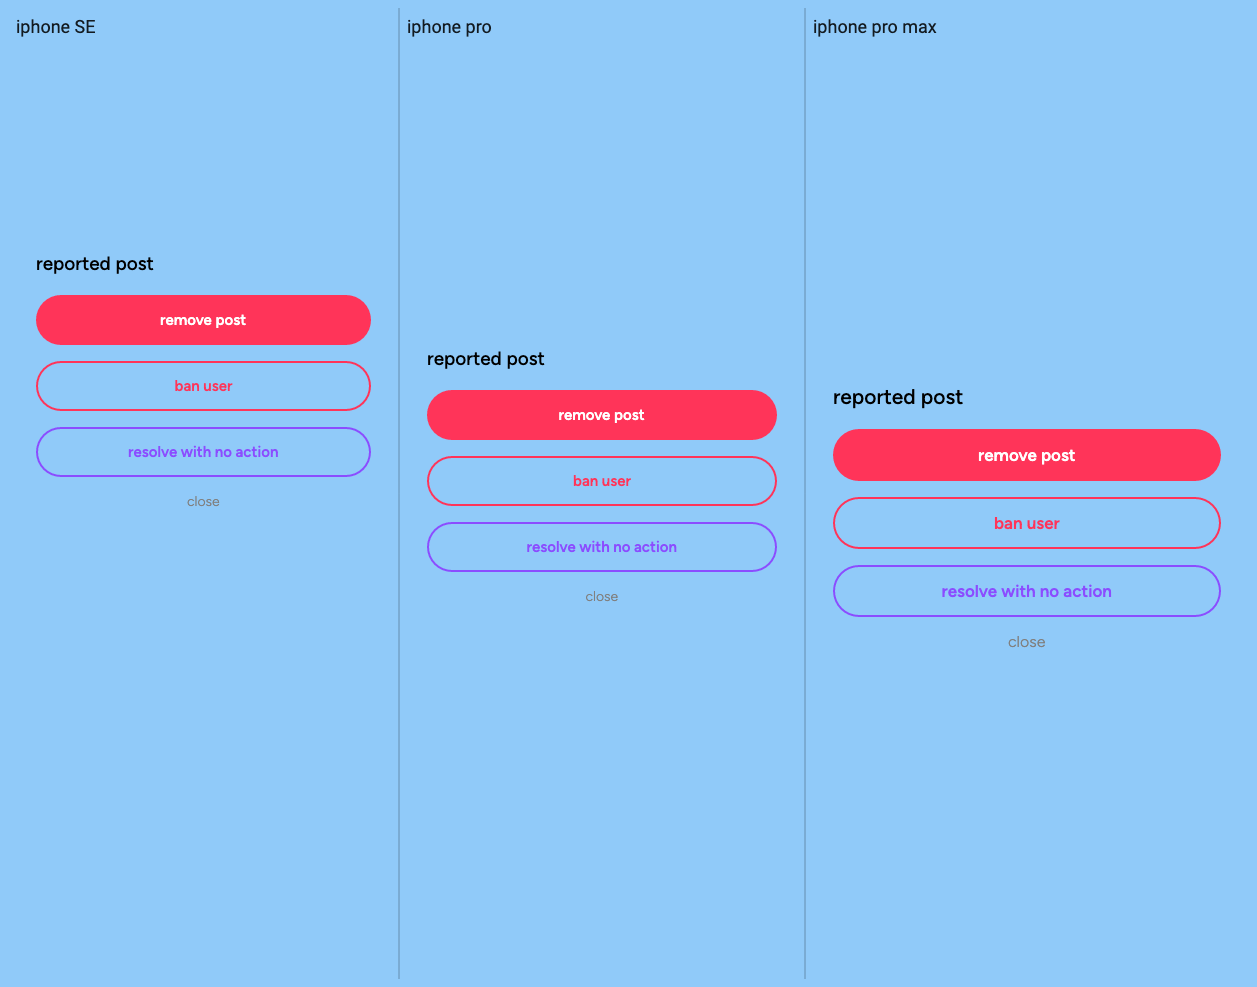 iphone SE
reported post
remove post
ban user
resolve with no action
close
iphone pro
reported post
remove post
ban user
resolve with no action
close
iphone pro max
reported post
remove post
ban user
resolve with no action
close